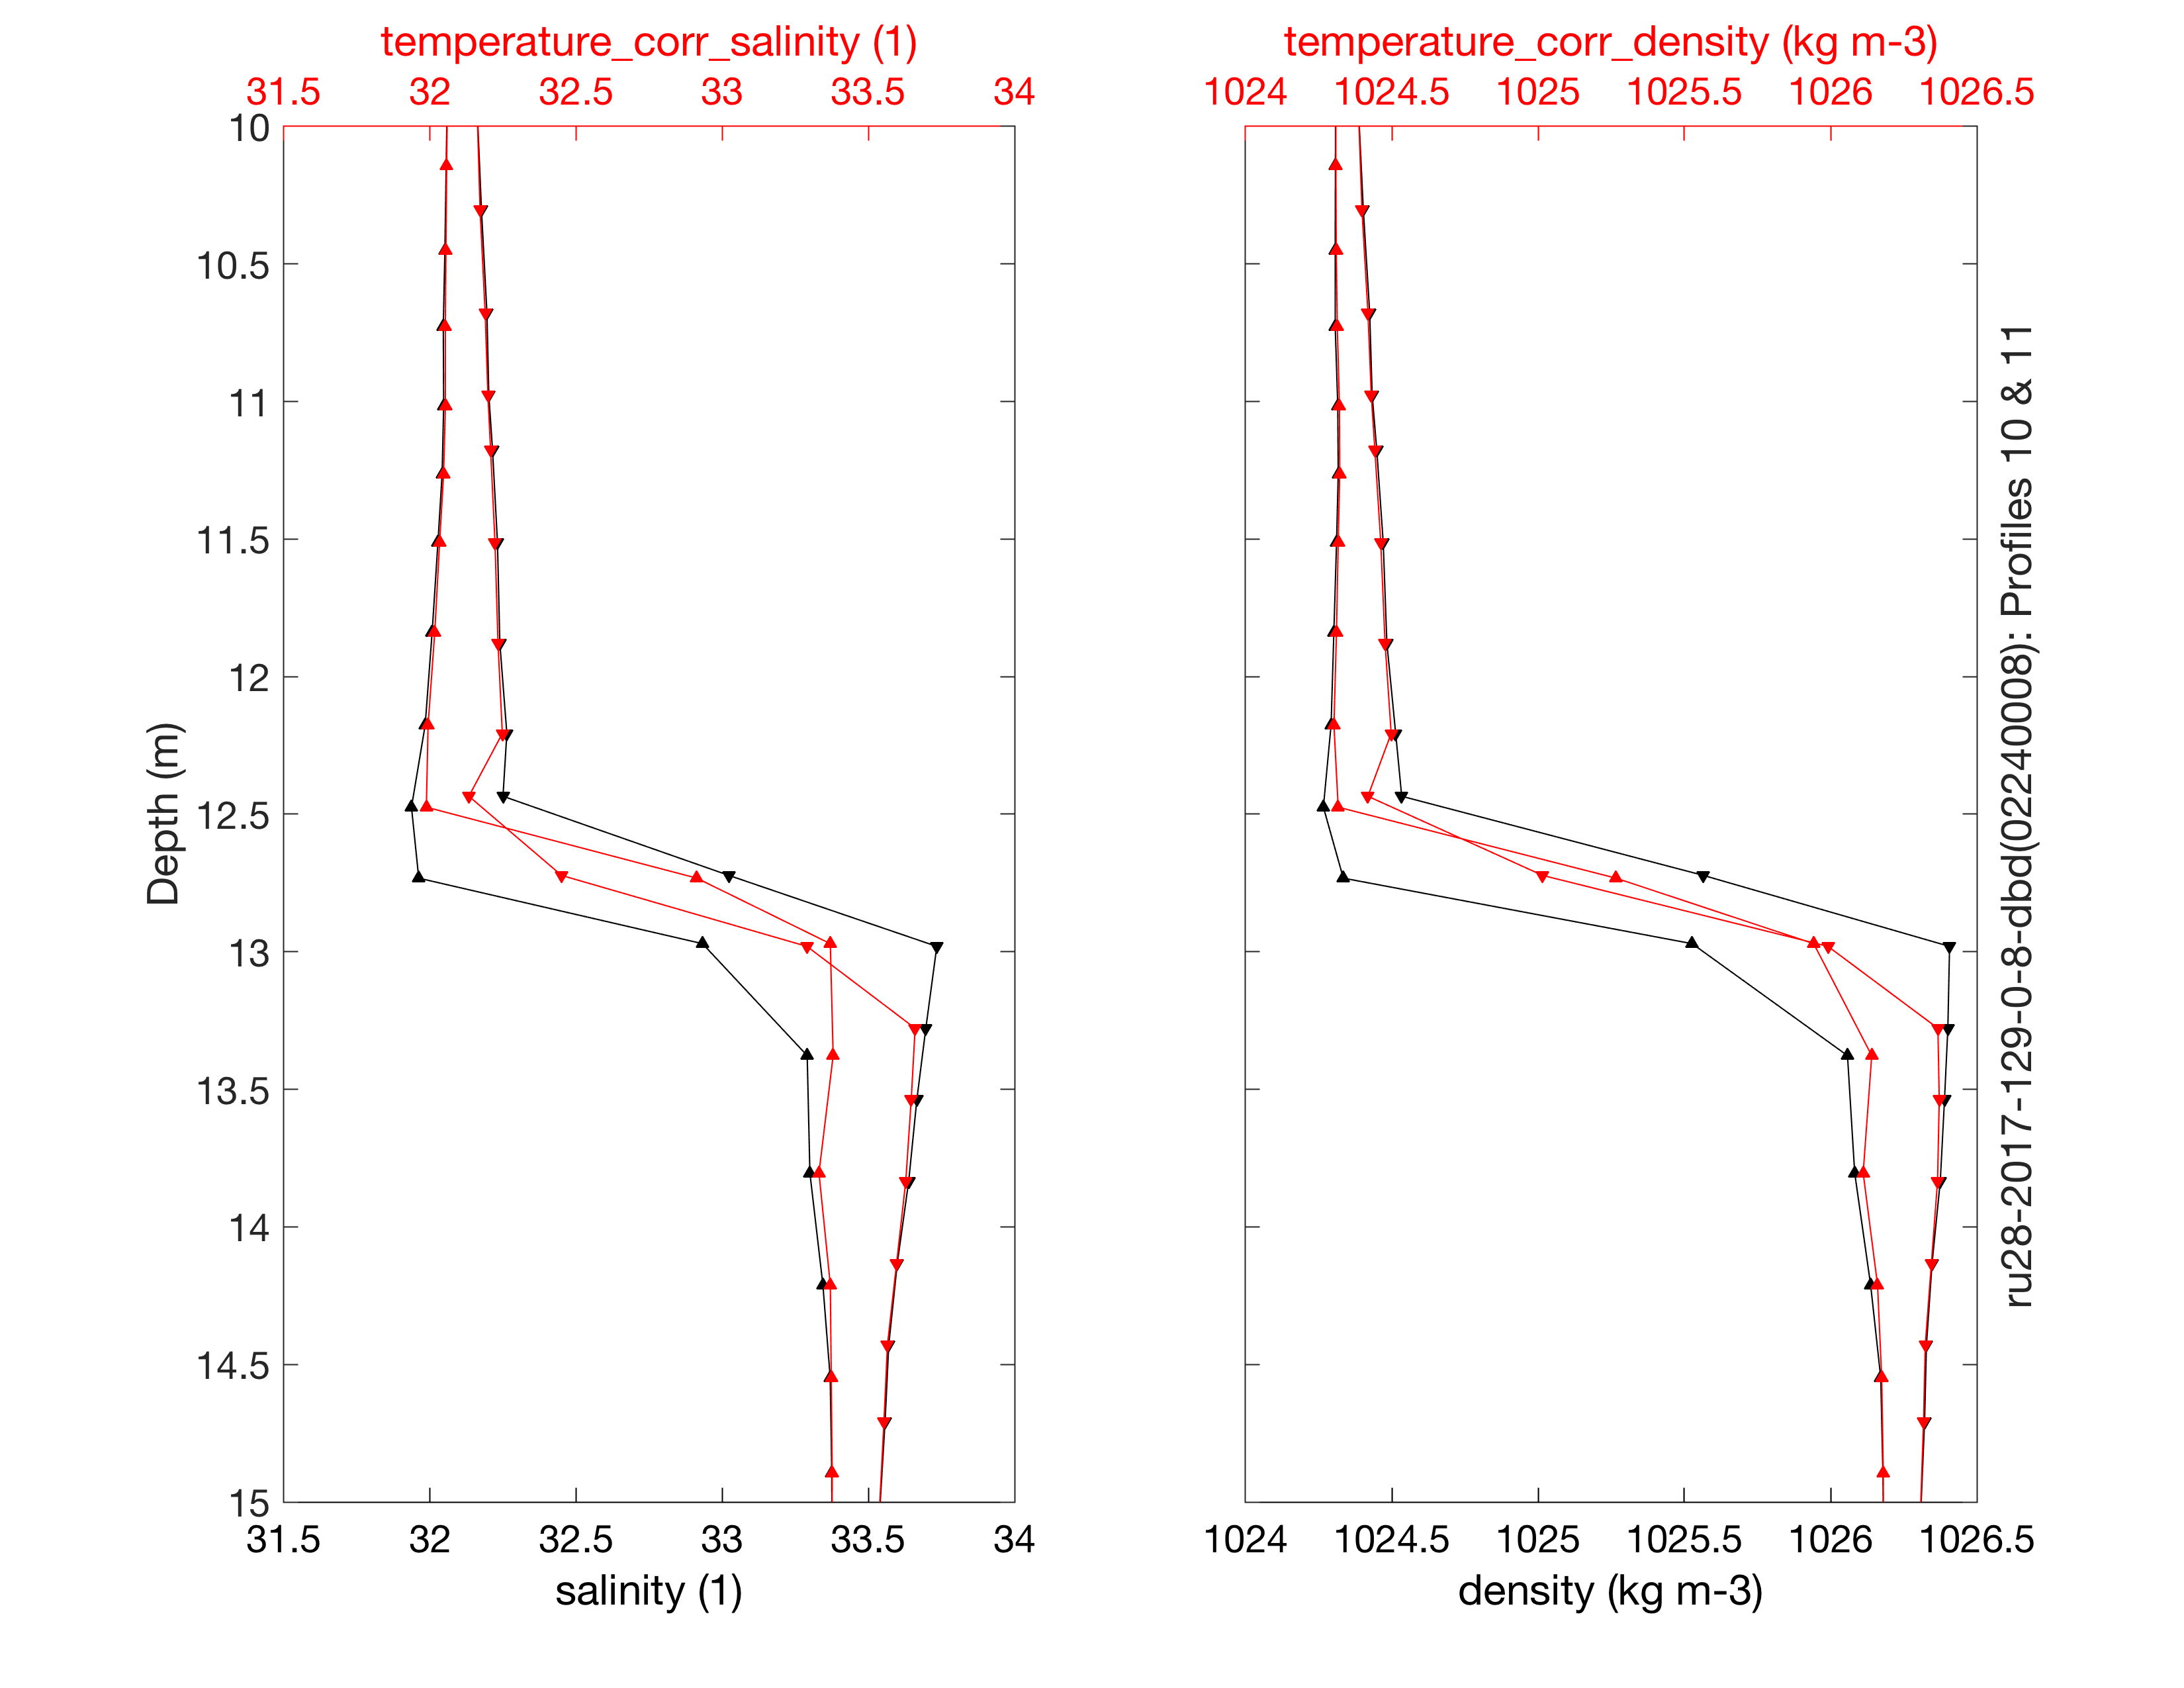 temperature_corr_salinity (1)
31.5 32 32.5 33 33.5 34
temperature_corr_density (kg m-3)
1024 1024.5 1025 1025.5 1026 1026.5
Depth (m)
10
10.5
11
11.5
12
12.5
13
13.5
14
14.5
15
31.5 32 32.5 33 33.5 34
salinity (1)
1024 1024.5 1025 1025.5 1026 1026.5
density (kg m-3)
ru28-2017-129-0-8-dbd(02240008): Profiles 10 & 11